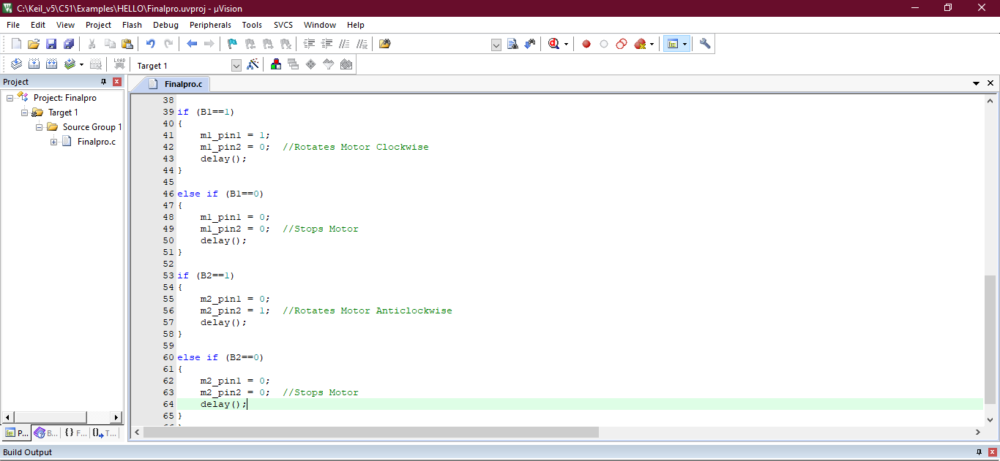 C:\Keil_v5\C51\Examples\HELLO\Finalpro.uvproj - µVision
File Edit View Project Flash Debug Peripherals Tools SVCS Window Help
LOAD Target 1
Project
Finalpro.c
Project: Finalpro
Target 1
Source Group 1
Finalpro.c
38
39 if (B1==1)
40 {
41     m1_pin1 = 1;
42     m1_pin2 = 0;  //Rotates Motor Clockwise
43     delay();
44 }
45
46 else if (B1==0)
47 {
48     m1_pin1 = 0;
49     m1_pin2 = 0;  //Stops Motor
50     delay();
51 }
52
53 if (B2==1)
54 {
55     m2_pin1 = 0;
56     m2_pin2 = 1;  //Rotates Motor Anticlockwise
57     delay();
58 }
59
60 else if (B2==0)
61 {
62     m2_pin1 = 0;
63     m2_pin2 = 0;  //Stops Motor
64     delay();
65 }
P... B... {} F... 0 T...
Build Output